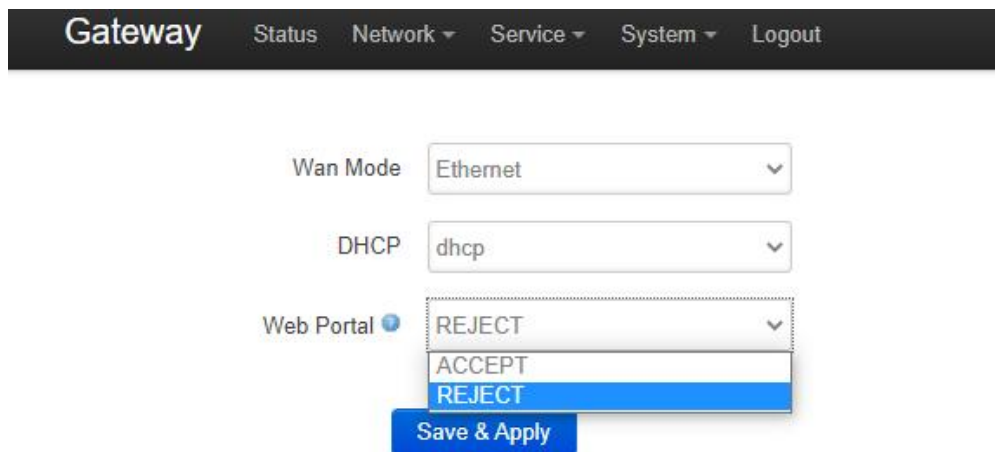 Gateway Status Network Service System Logout
Wan Mode Ethernet
DHCP dhcp
Web Portal REJECT
ACCEPT
REJECT
Save & Apply